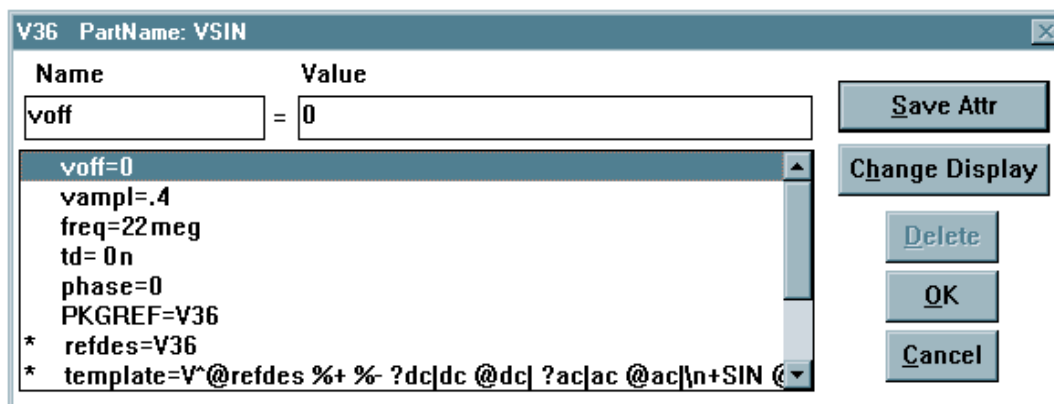 V36 PartName: VSIN
Name Value
voff = 0
Save Attr
Change Display
Delete
OK
Cancel
voff=0
vampl=.4
freq=22meg
td= 0n
phase=0
PKGREF=V36
* refdes=V36
* template=V^@refdes %+ %- ?dc|dc @dc| ?ac|ac @ac|\n+SIN @